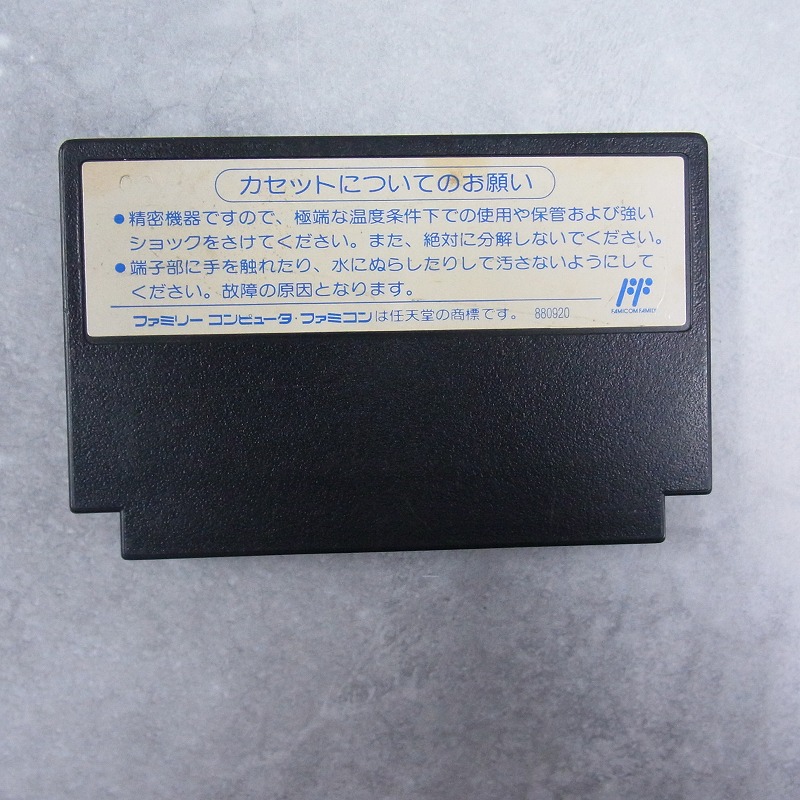 カセットについてのお願い
●精密機器ですので、極端な温度条件下での使用や保管および強い
ショックをさけてください。また、絶対に分解しないでください。
●端子部に手を触れたり、水にぬらしたりして汚さないようにして
ください。故障の原因となります。
FAMICOM FAMILY
ファミリー コンピュータ・ファミコンは任天堂の商標です。 880920